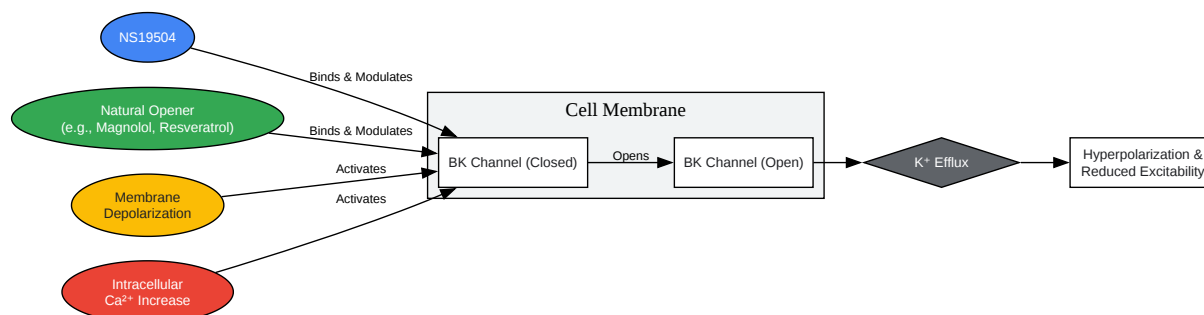 NS19504
Binds & Modulates
Natural Opener
(e.g., Magnolol, Resveratrol)
Binds & Modulates
Cell Membrane
BK Channel (Closed)
Opens
BK Channel (Open)
K⁺ Efflux
Hyperpolarization &
Reduced Excitability
Activates
Membrane
Depolarization
Activates
Intracellular
Ca²⁺ Increase